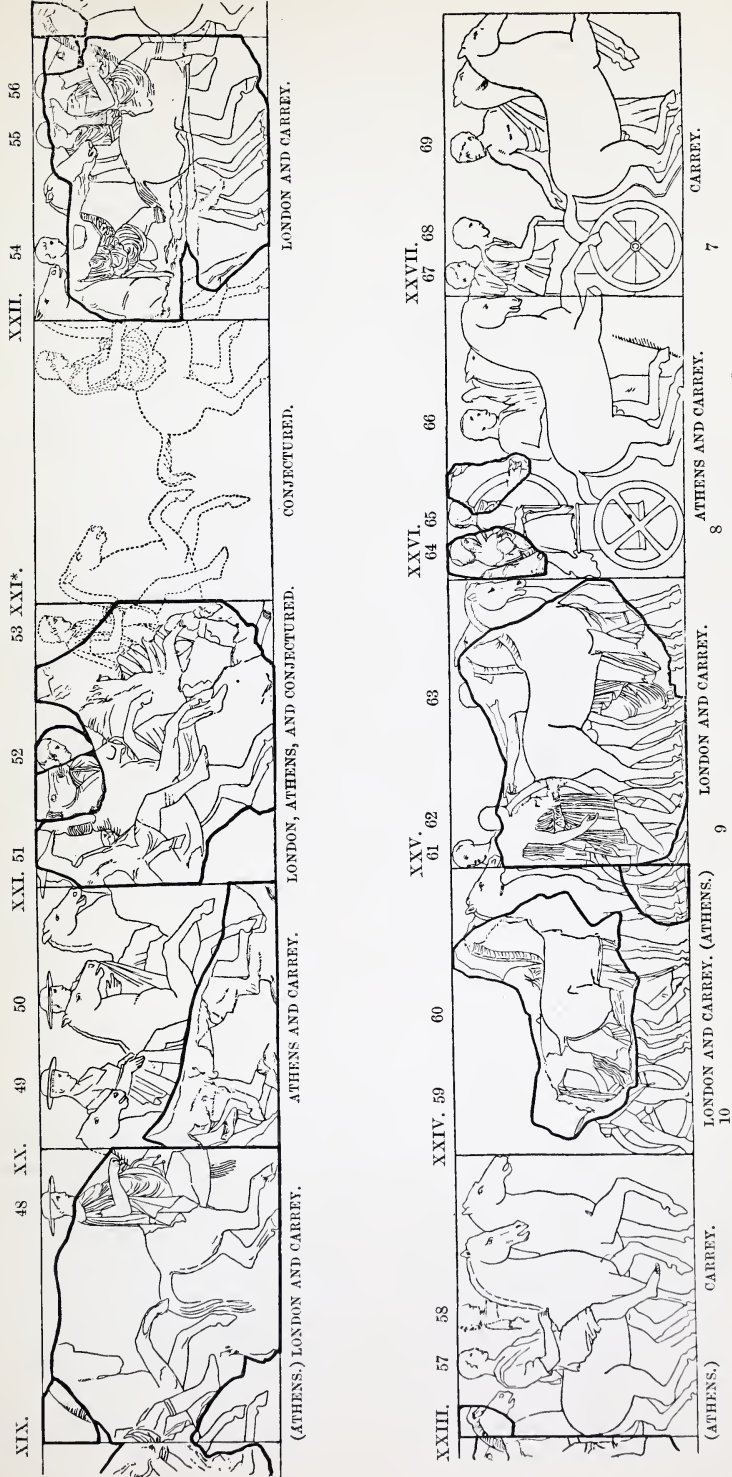 XIX. 48 XX. 49 50 XXI. 51 52 53 XXI*. XXII. 54 55 56
(ATHENS.) LONDON AND CARREY. ATHENS AND CARREY. LONDON, ATHENS, AND CONJECTURED. CONJECTURED. LONDON AND CARREY.
XXIII. 57 58 XXIV. 59 60 XXV. 61 62 63 XXVI. 64 65 66 XXVII. 67 68 69
(ATHENS.) CARREY. LONDON AND CARREY. (ATHENS.) LONDON AND CARREY. ATHENS AND CARREY. CARREY.
10 9 8 7